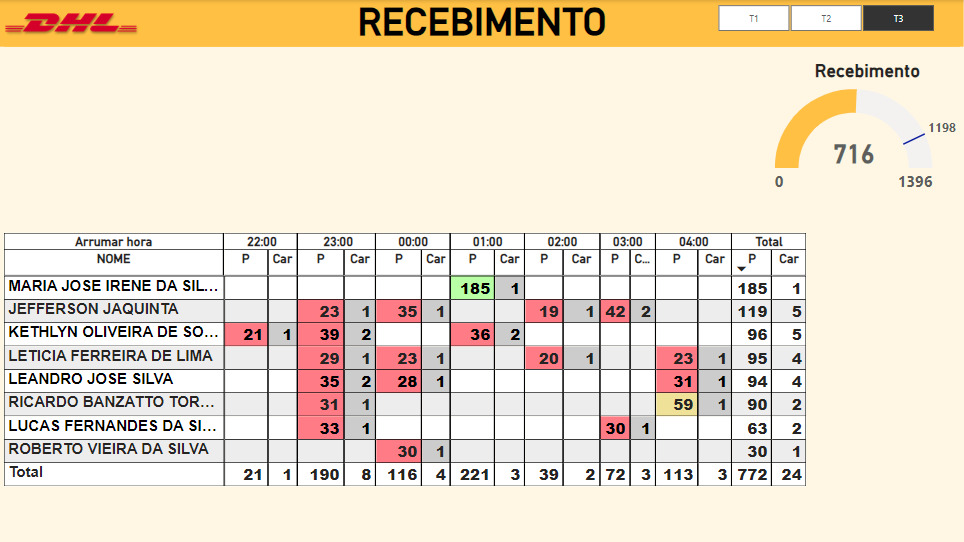 DHL RECEBIMENTO T1 T2 T3
Recebimento
1198
716
0 1396
Arrumar hora 22:00 23:00 00:00 01:00 02:00 03:00 04:00 Total
NOME P Car P Car P Car P Car P Car P C... P Car P Car
MARIA JOSE IRENE DA SIL... 185 1 185 1
JEFFERSON JAQUINTA 23 1 35 1 19 1 42 2 119 5
KETHLYN OLIVEIRA DE SO... 21 1 39 2 36 2 96 5
LETICIA FERREIRA DE LIMA 29 1 23 1 20 1 23 1 95 4
LEANDRO JOSE SILVA 35 2 28 1 31 1 94 4
RICARDO BANZATTO TOR... 31 1 59 1 90 2
LUCAS FERNANDES DA SI... 33 1 30 1 63 2
ROBERTO VIEIRA DA SILVA 30 1 30 1
Total 21 1 190 8 116 4 221 3 39 2 72 3 113 3 772 24